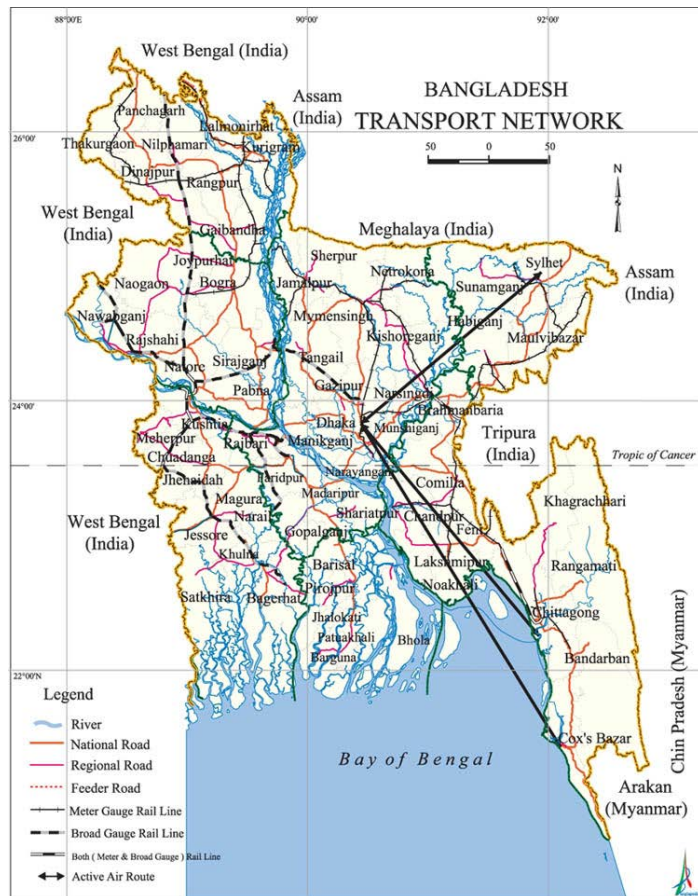 88°00'E
90°00'
92°00'
West Bengal (India)
Assam
(India)
BANGLADESH
TRANSPORT NETWORK
50
0
50
N
26°00'
Panchagarh
Lalmonirhat
Thakurgaon
Nilphamari
Kurigram
Dinajpur
Rangpur
West Bengal
(India)
Meghalaya (India)
Gaibandha
Sherpur
Joypurhat
Netrokona
Sylhet
Assam
(India)
Naogaon
Bogra
Jamalpur
Sunamganj
Nawabganj
Mymensingh
Habiganj
Rajshahi
Kishoreganj
Maulvibazar
Natore
Sirajganj
Tangail
Gazipur
Pabna
Narsingdi
24°00'
Brahmanbaria
Kushtia
Dhaka
Munshiganj
Meherpur
Rajbari
Manikganj
Tripura
(India)
Tropic of Cancer
Chuadanga
Narayanganj
Jhenaidah
Faridpur
Comilla
Magura
Madaripur
Khagrachhari
West Bengal
(India)
Narail
Shariatpur
Chandpur
Jessore
Gopalganj
Feni
Khulna
Barisal
Lakshmipur
Rangamati
Satkhira
Bagerhat
Pirojpur
Noakhali
Jhalokati
Chittagong
Patuakhali
Bhola
Barguna
Bandarban
22°00'
Chin Pradesh (Myanmar)
Legend
River
National Road
Regional Road
Feeder Road
Meter Gauge Rail Line
Broad Gauge Rail Line
Both ( Meter & Broad Gauge ) Rail Line
Active Air Route
Bay of Bengal
Cox's Bazar
Arakan
(Myanmar)